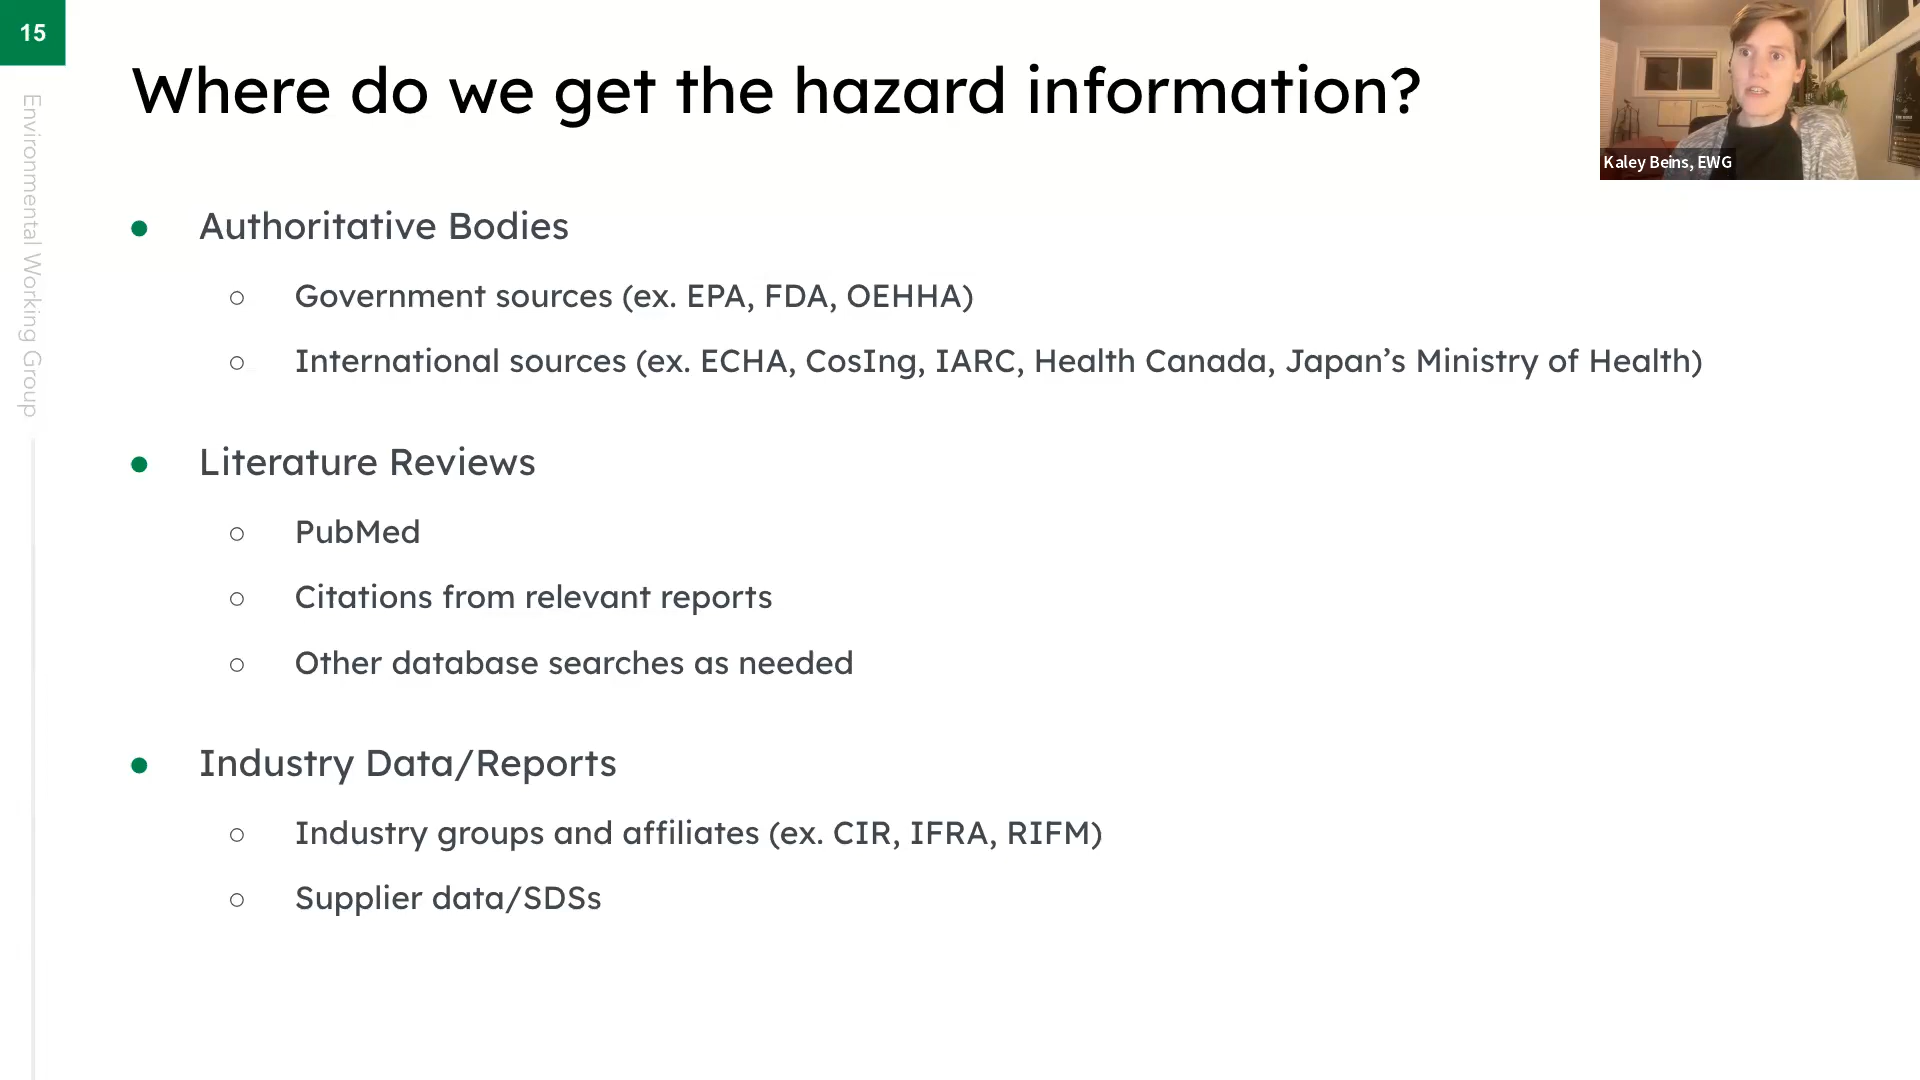 15
Where do we get the hazard information?
Kaley Beins, EWG
Environmental Working Group
● Authoritative Bodies
○ Government sources (ex. EPA, FDA, OEHHA)
○ International sources (ex. ECHA, CosIng, IARC, Health Canada, Japan’s Ministry of Health)
● Literature Reviews
○ PubMed
○ Citations from relevant reports
○ Other database searches as needed
● Industry Data/Reports
○ Industry groups and affiliates (ex. CIR, IFRA, RIFM)
○ Supplier data/SDSs